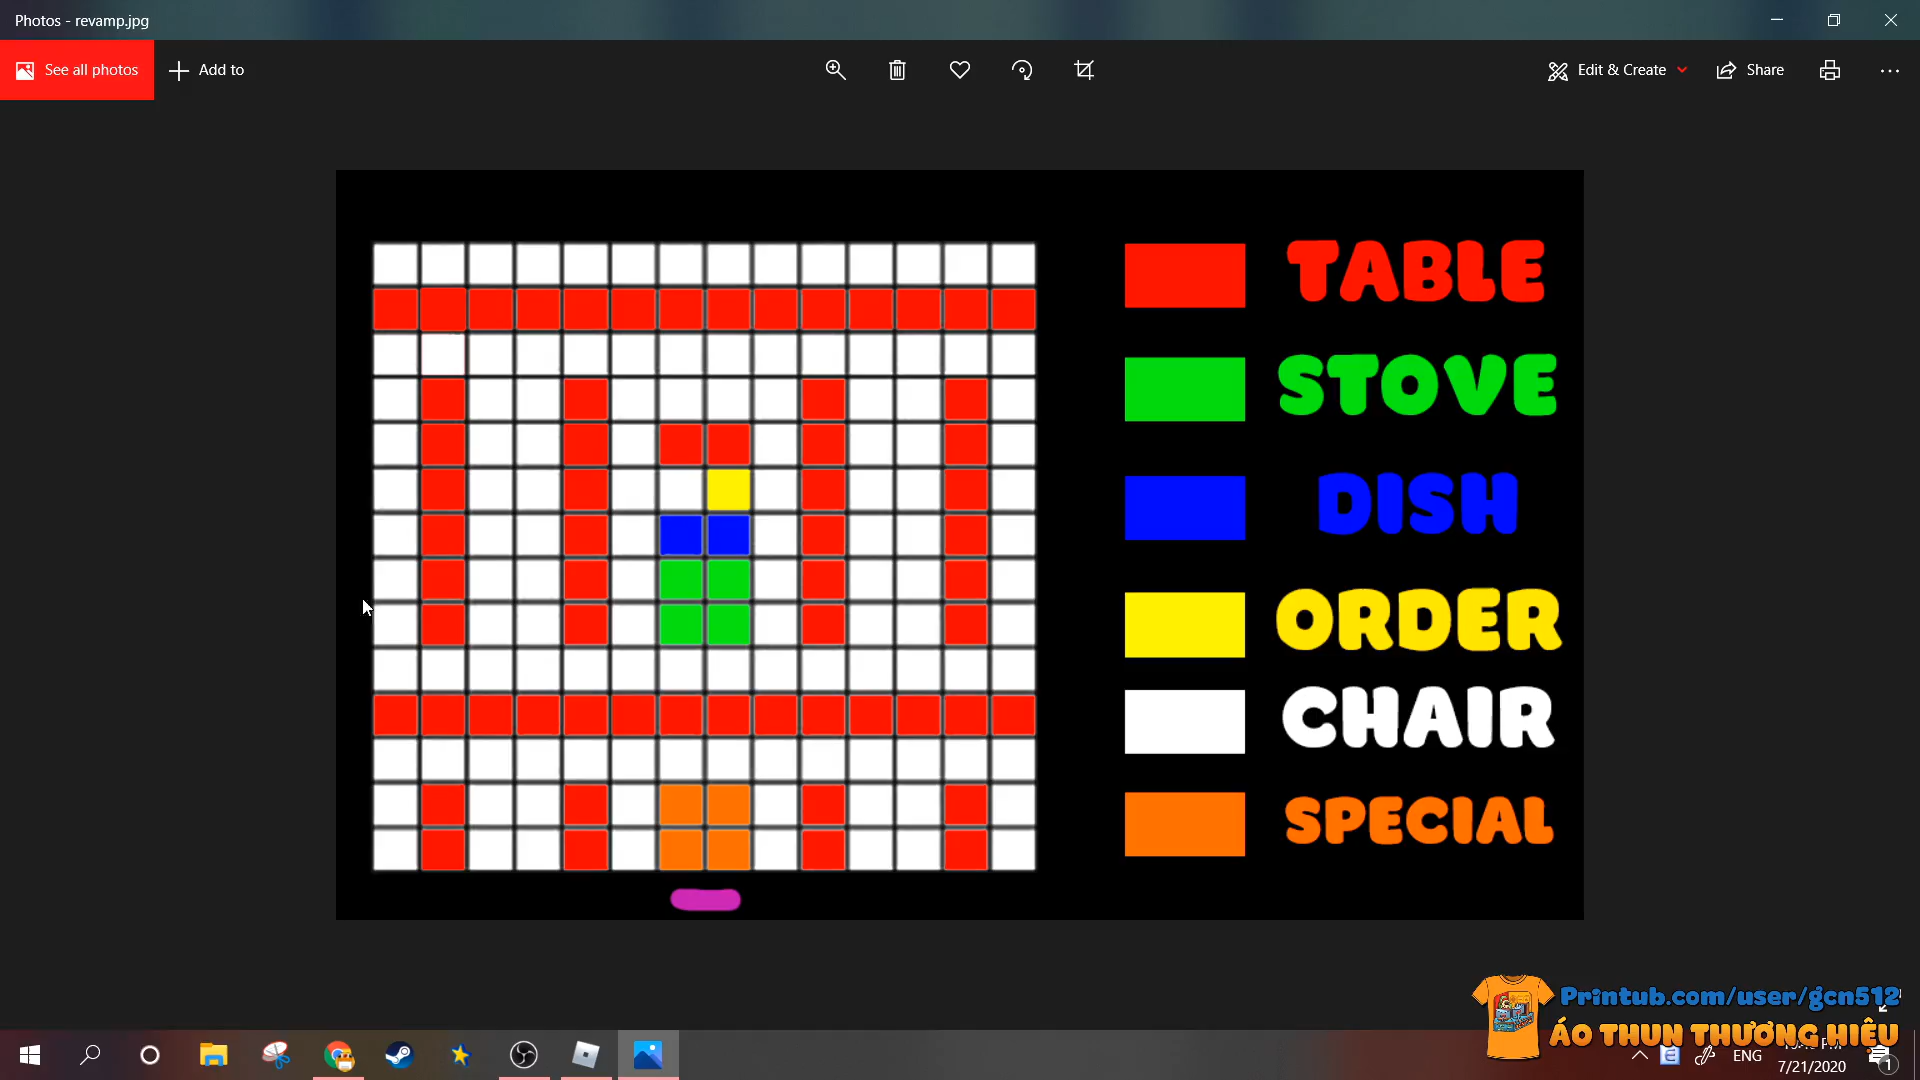 Photos - revamp.jpg
See all photos
Add to
Edit & Create
Share
TABLE
STOVE
DISH
ORDER
CHAIR
SPECIAL
Printub.com/user/gcn512
ÁO THUN THƯƠNG HIỆU
ENG
7/21/2020
1